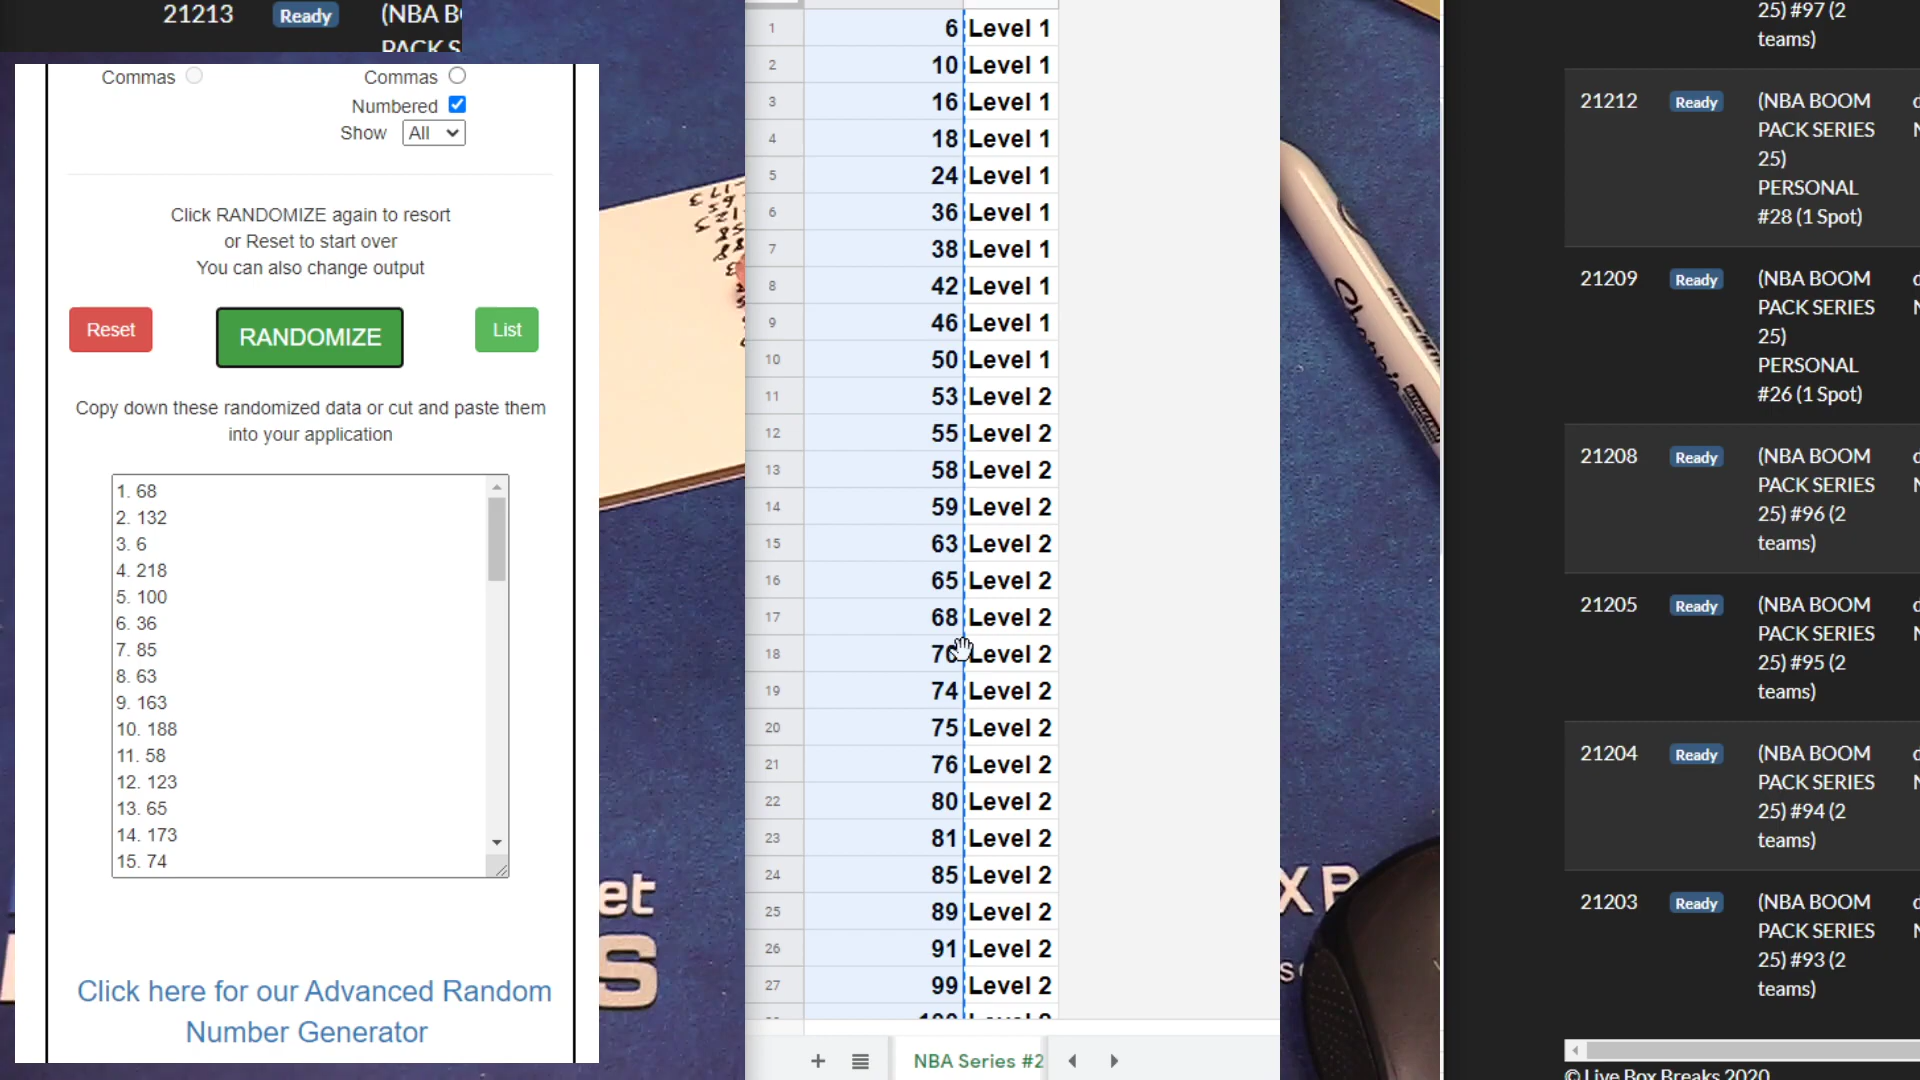 21213 Ready (NBA B
PACK S
Commas Commas
Numbered
Show All
Click RANDOMIZE again to resort
or Reset to start over
You can also change output
Reset RANDOMIZE List
Copy down these randomized data or cut and paste them
into your application
1. 68
2. 132
3. 6
4. 218
5. 100
6. 36
7. 85
8. 63
9. 163
10. 188
11. 58
12. 123
13. 65
14. 173
15. 74
Click here for our Advanced Random
Number Generator
et
S
1 6 Level 1
2 10 Level 1
3 16 Level 1
4 18 Level 1
5 24 Level 1
6 36 Level 1
7 38 Level 1
8 42 Level 1
9 46 Level 1
10 50 Level 1
11 53 Level 2
12 55 Level 2
13 58 Level 2
14 59 Level 2
15 63 Level 2
16 65 Level 2
17 68 Level 2
18 Level 2
19 74 Level 2
20 75 Level 2
21 76 Level 2
22 80 Level 2
23 81 Level 2
24 85 Level 2
25 89 Level 2
26 91 Level 2
27 99 Level 2
NBA Series #2
Sharpie
XP
25) #97 (2
teams)
21212 Ready (NBA BOOM
PACK SERIES
25)
PERSONAL
#28 (1 Spot)
21209 Ready (NBA BOOM
PACK SERIES
25)
PERSONAL
#26 (1 Spot)
21208 Ready (NBA BOOM
PACK SERIES
25) #96 (2
teams)
21205 Ready (NBA BOOM
PACK SERIES
25) #95 (2
teams)
21204 Ready (NBA BOOM
PACK SERIES
25) #94 (2
teams)
21203 Ready (NBA BOOM
PACK SERIES
25) #93 (2
teams)
© Live Box Breaks 2020